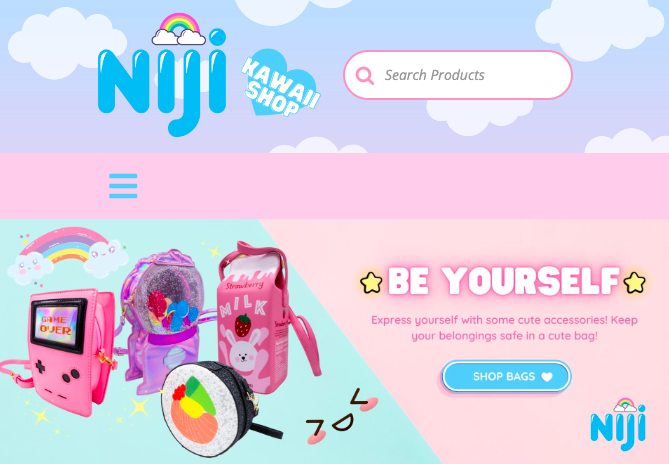 Niji
KAWAII
SHOP
Search Products
Strawberry
MILK
GAME
OVER
BE YOURSELF
Express yourself with some cute accessories! Keep
your belongings safe in a cute bag!
SHOP BAGS
Niji